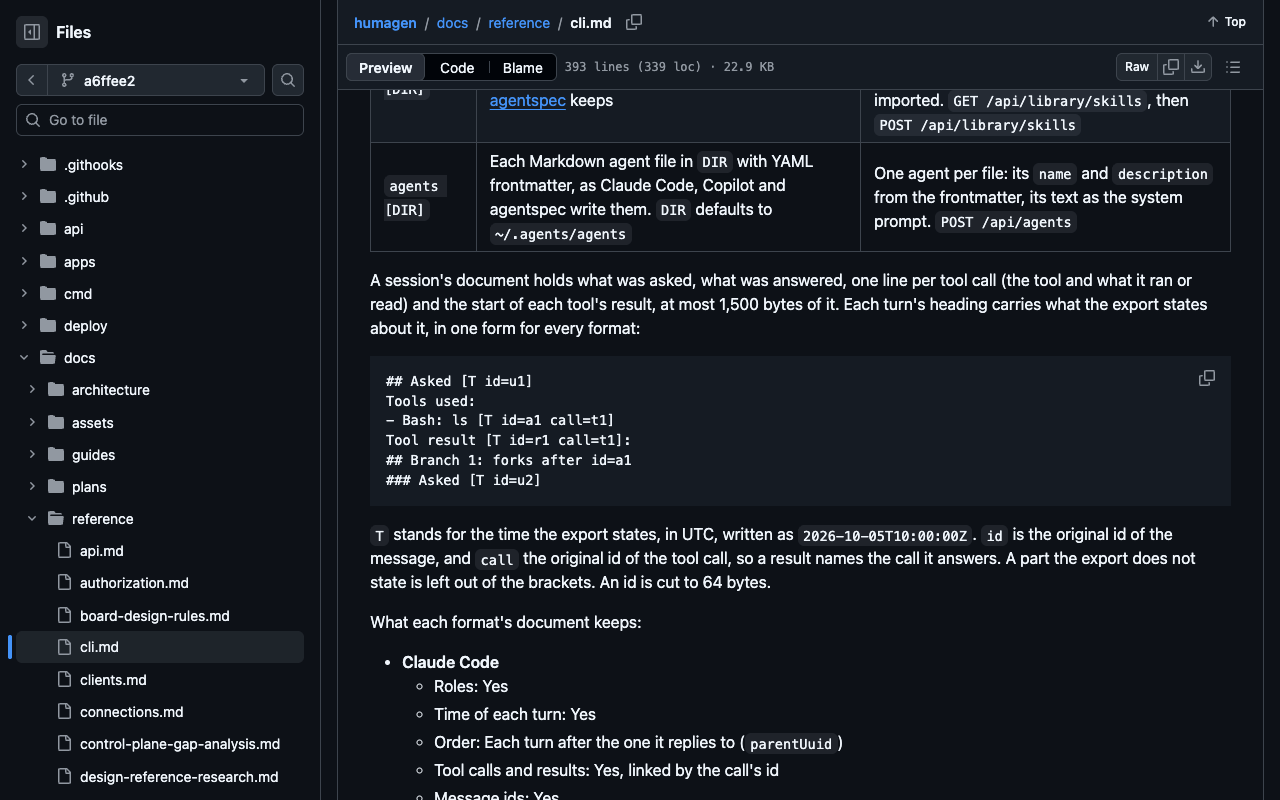 Files
humagen / docs / reference / cli.md
Top
a6ffee2
Preview
Code
Blame
393 lines (339 loc) · 22.9 KB
Raw
Go to file
.githooks
.github
api
apps
cmd
deploy
docs
architecture
assets
guides
plans
reference
api.md
authorization.md
board-design-rules.md
cli.md
clients.md
connections.md
control-plane-gap-analysis.md
design-reference-research.md
[DIR]
agentspec keeps
imported. GET /api/library/skills, then
POST /api/library/skills
agents
[DIR]
Each Markdown agent file in DIR with YAML
frontmatter, as Claude Code, Copilot and
agentspec write them. DIR defaults to
~/.agents/agents
One agent per file: its name and description
from the frontmatter, its text as the system
prompt. POST /api/agents
A session's document holds what was asked, what was answered, one line per tool call (the tool and what it ran or
read) and the start of each tool's result, at most 1,500 bytes of it. Each turn's heading carries what the export states
about it, in one form for every format:
## Asked [T id=u1]
Tools used:
- Bash: ls [T id=a1 call=t1]
Tool result [T id=r1 call=t1]:
## Branch 1: forks after id=a1
### Asked [T id=u2]
T stands for the time the export states, in UTC, written as 2026-10-05T10:00:00Z. id is the original id of the
message, and call the original id of the tool call, so a result names the call it answers. A part the export does not
state is left out of the brackets. An id is cut to 64 bytes.
What each format's document keeps:
• Claude Code
◦ Roles: Yes
◦ Time of each turn: Yes
◦ Order: Each turn after the one it replies to (parentUuid)
◦ Tool calls and results: Yes, linked by the call's id
◦ Message ids: Yes